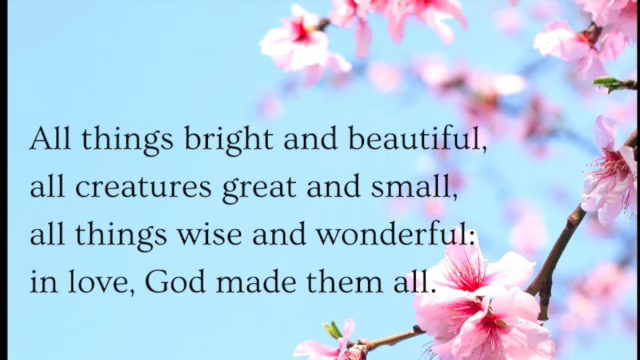 All things bright and beautiful,
all creatures great and small,
all things wise and wonderful:
in love, God made them all.